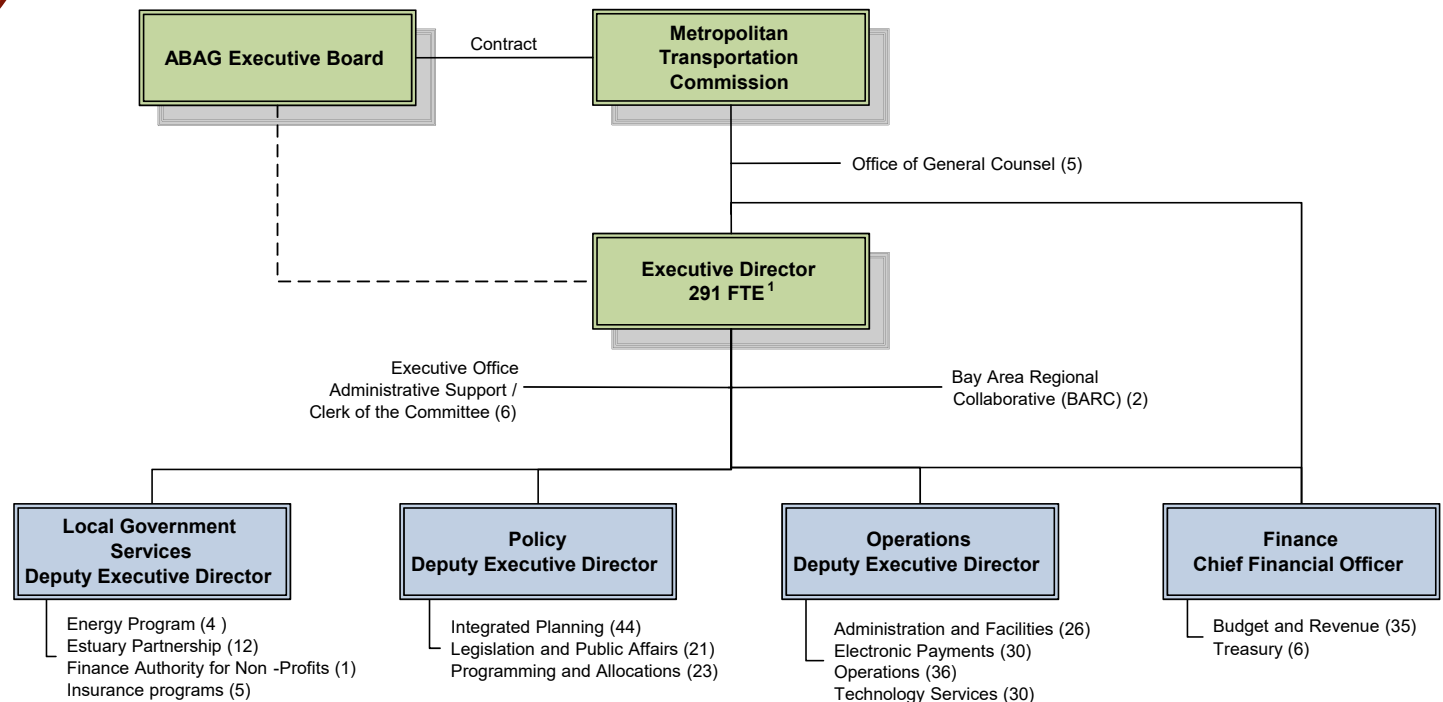 ABAG Executive Board
Contract
Metropolitan
Transportation
Commission
Office of General Counsel (5)
Executive Director
291 FTE 1
Executive Office
Administrative Support /
Clerk of the Committee (6)
Bay Area Regional
Collaborative (BARC) (2)
Local Government
Services
Deputy Executive Director
Energy Program (4 )
Estuary Partnership (12)
Finance Authority for Non -Profits (1)
Insurance programs (5)
Policy
Deputy Executive Director
Integrated Planning (44)
Legislation and Public Affairs (21)
Programming and Allocations (23)
Operations
Deputy Executive Director
Administration and Facilities (26)
Electronic Payments (30)
Operations (36)
Technology Services (30)
Finance
Chief Financial Officer
Budget and Revenue (35)
Treasury (6)